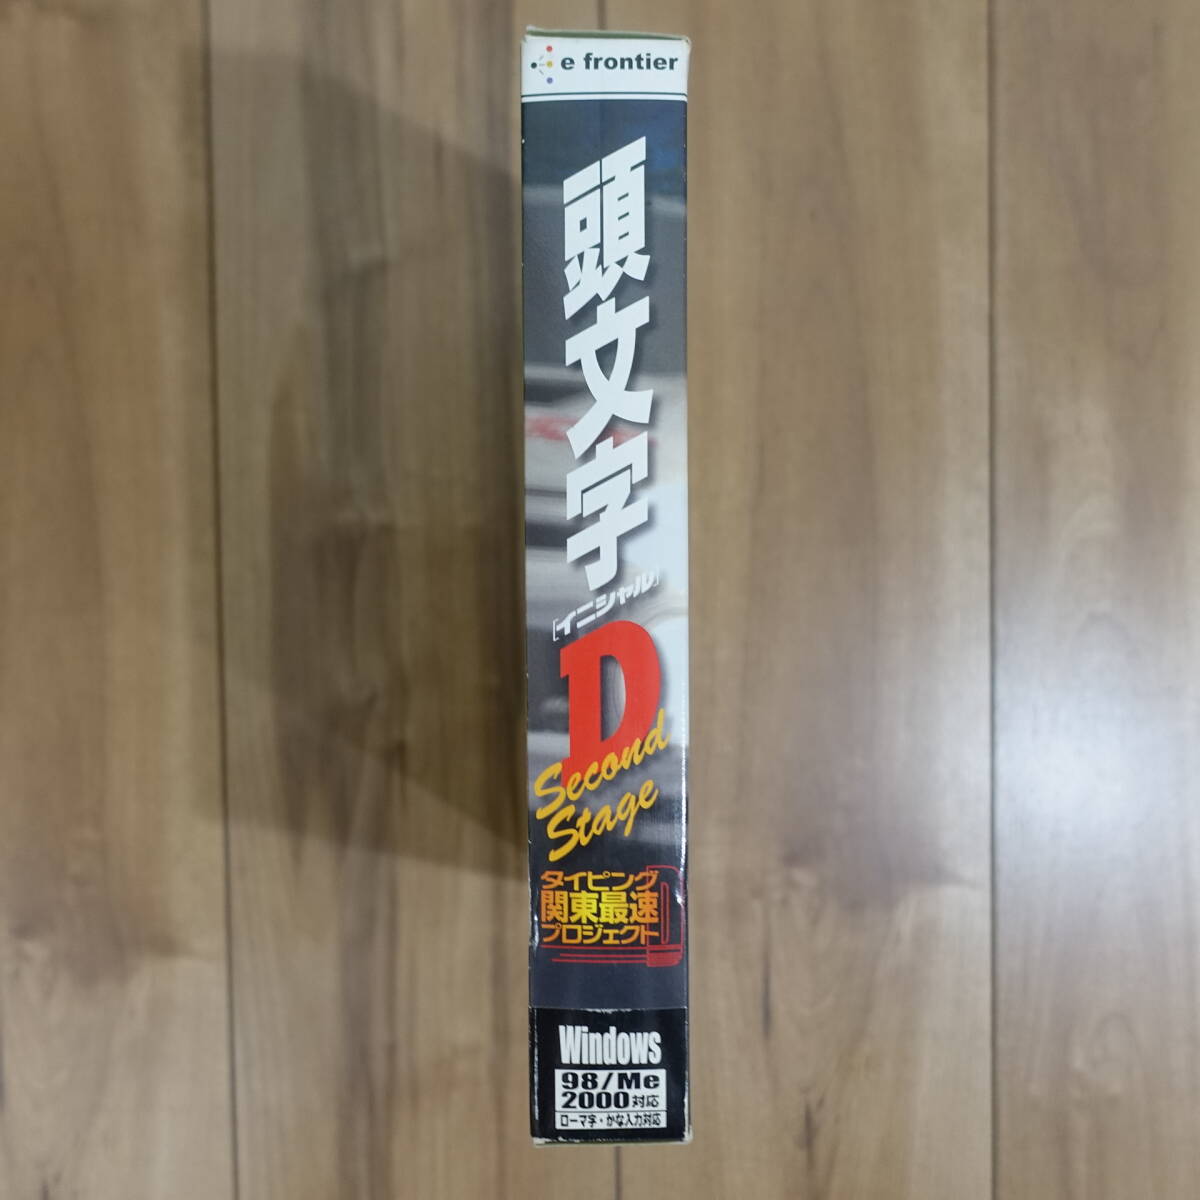 e frontier
頭文字
[イニシャル]
D
Second
Stage
タイピング
関東最速
プロジェクトD
Windows
98/Me
2000対応
ローマ字・かな入力対応